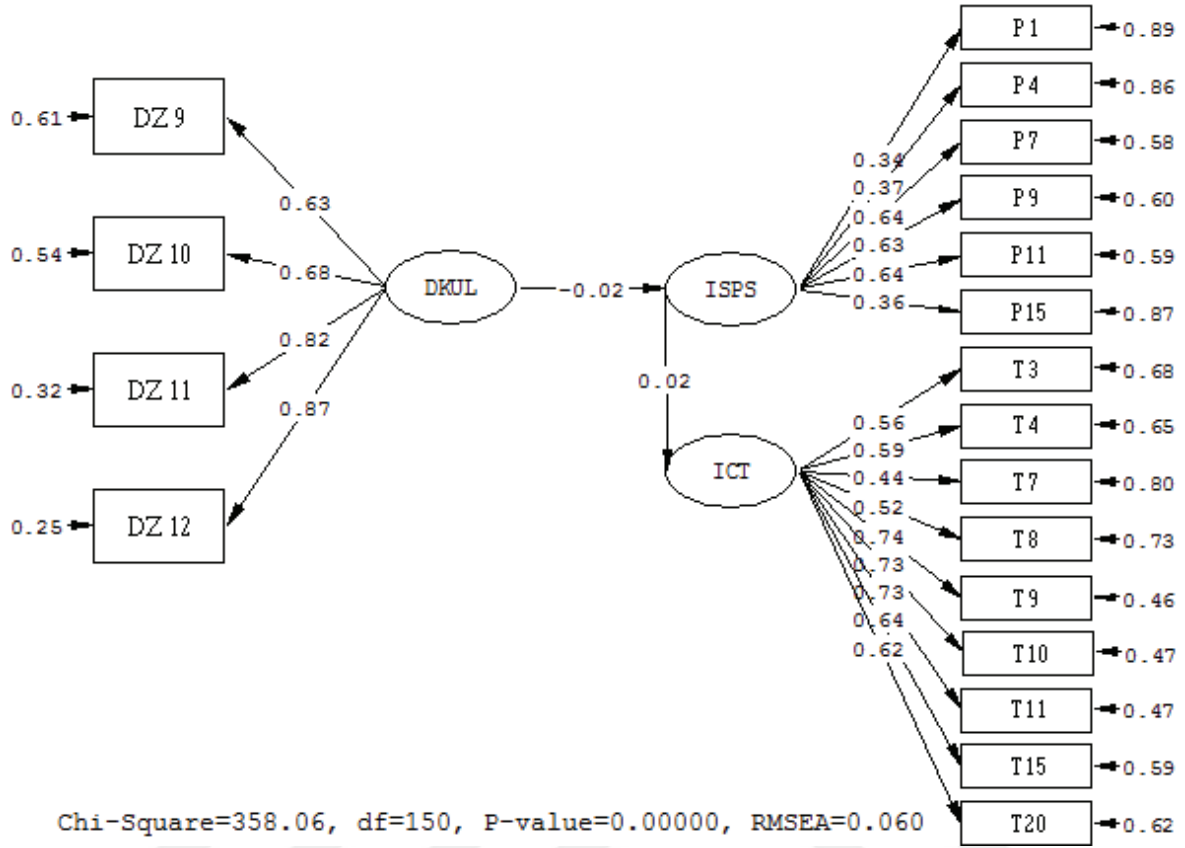 P1
0.89
P4
0.86
P7
0.58
P9
0.60
P11
0.59
P15
0.87
T3
0.68
T4
0.65
T7
0.80
T8
0.73
T9
0.46
T10
0.47
T11
0.47
T15
0.59
T20
0.62
0.61
DZ 9
0.54
DZ 10
0.32
DZ 11
0.25
DZ 12
0.63
0.68
0.82
0.87
DKUL
-0.02
ISPS
0.02
ICT
0.34
0.37
0.64
0.63
0.64
0.36
0.56
0.59
0.44
0.52
0.74
0.73
0.73
0.64
0.62
Chi-Square=358.06, df=150, P-value=0.00000, RMSEA=0.060